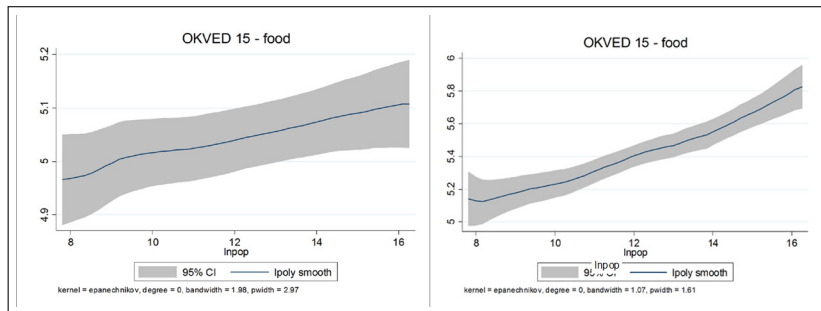 OKVED 15 - food
5.2
5.1
5
4.9
8 10 12 14 16
lnpop
95% CI lpoly smooth
kernel = epanechnikov, degree = 0, bandwidth = 1.98, pwidth = 2.97
OKVED 15 - food
6
5.8
5.6
5.4
5.2
5
8 10 12 14 16
lnpop
lnpop
95% CI lpoly smooth
kernel = epanechnikov, degree = 0, bandwidth = 1.07, pwidth = 1.61